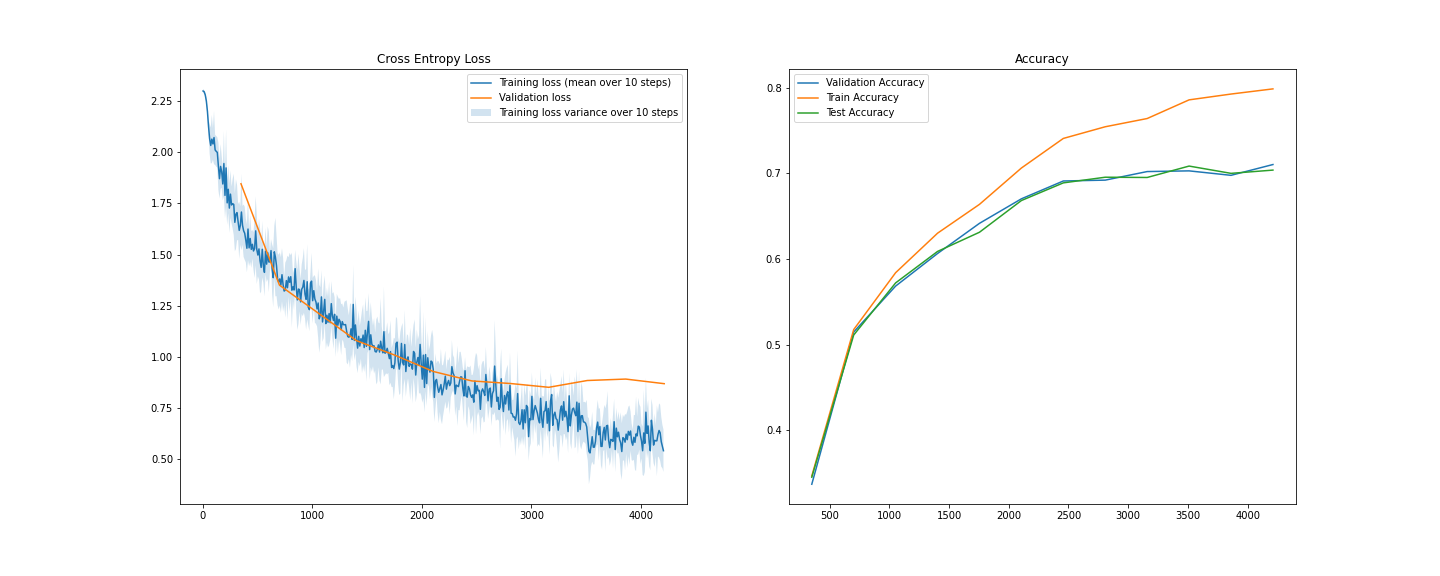 Cross Entropy Loss
Training loss (mean over 10 steps)
Validation loss
Training loss variance over 10 steps
2.25
2.00
1.75
1.50
1.25
1.00
0.75
0.50
0 1000 2000 3000 4000
Accuracy
Validation Accuracy
Train Accuracy
Test Accuracy
0.8
0.7
0.6
0.5
0.4
500 1000 1500 2000 2500 3000 3500 4000